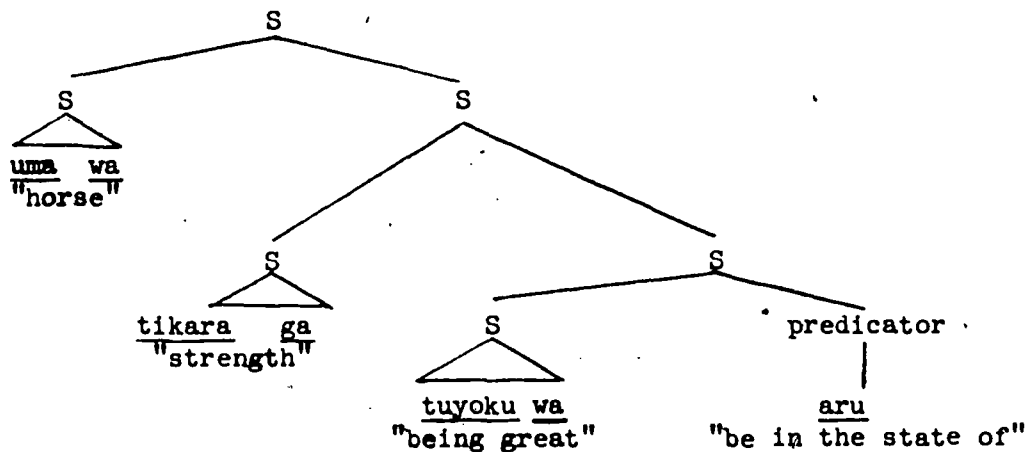 S
S
S
uma wa
"horse"
S
S
tikara ga
"strength"
S
predicator
tuyoku wa
"being great"
aru
"be in the state of"